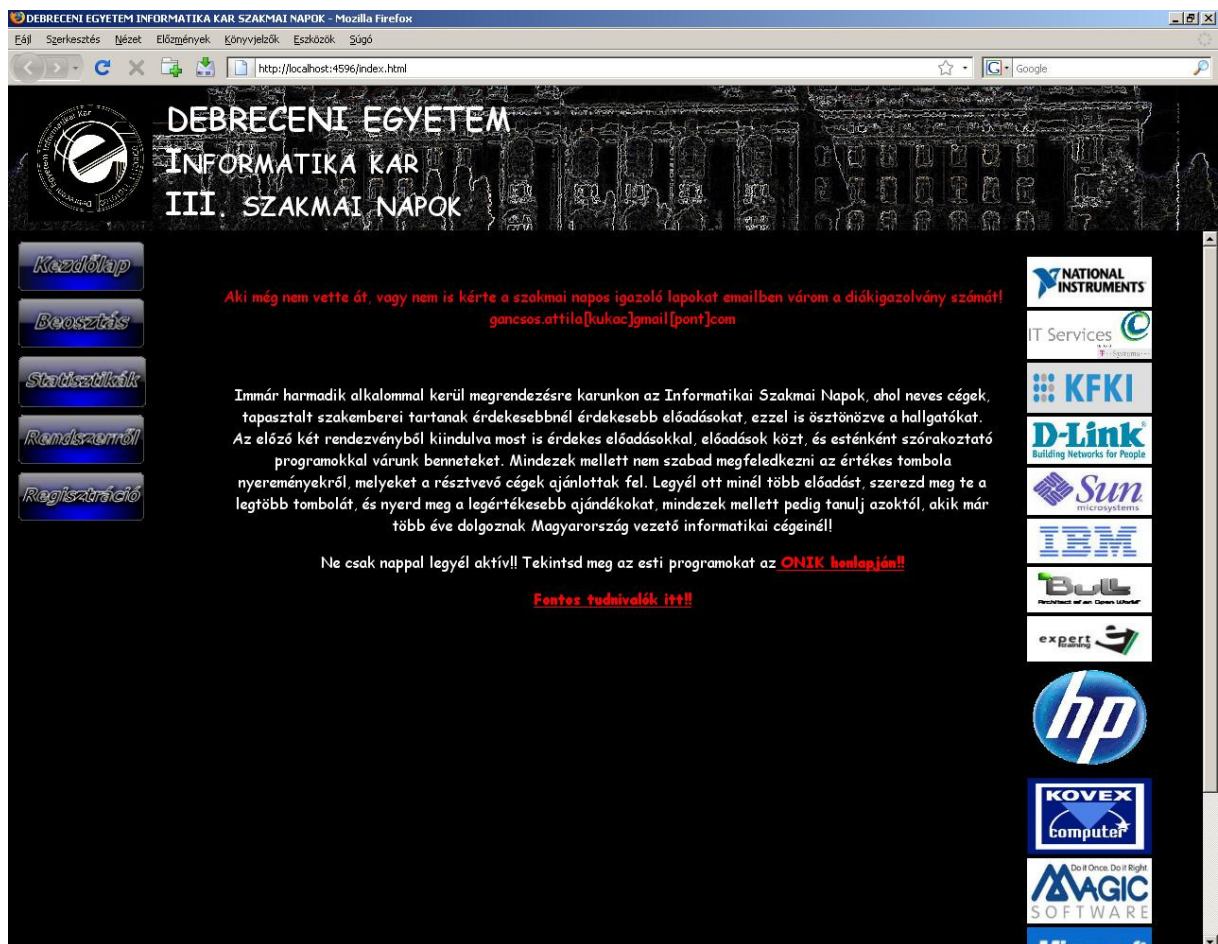 DEBRECENI EGYETEM INFORMATIKA KAR SZAKMAI NAPOK - Mozilla Firefox
Fájl Szerkesztés Nézet Előzmények Könyvjelzők Eszközök Súgó
http://localhost:4596/index.html
Google
DEBRECENI EGYETEM
INFORMATIKA KAR
III. SZAKMAI NAPOK
Kezdőlap
Beosztás
Statisztikák
Rendszerről
Regisztráció
Aki még nem vette át, vagy nem is kérte a szakmai napos igazoló lapokat emailben várom a diákigazolvány számát!
gancsos.attila[kukac]gmail[pont]com
Immár harmadik alkalommal kerül megrendezésre karunkon az Informatikai Szakmai Napok, ahol neves cégek,
tapasztalt szakemberei tartanak érdekesebbnél érdekesebb előadásokat, ezzel is ösztönözve a hallgatókat.
Az előző két rendezvényből kiindulva most is érdekes előadásokkal, előadások közt, és esténként szórakoztató
programokkal várunk benneteket. Mindezek mellett nem szabad megfeledkezni az értékes tombola
nyereményekről, melyeket a résztvevő cégek ajánlottak fel. Legyél ott minél több előadást, szerezd meg te a
legtöbb tombolát, és nyerd meg a legértékesebb ajándékokat, mindezek mellett pedig tanulj azoktól, akik már
több éve dolgoznak Magyarország vezető informatikai cégeinél!
Ne csak nappal legyél aktív!! Tekintsd meg az esti programokat az ONIK honlapján!!
Fontos tudnivalók itt!!
NATIONAL
INSTRUMENTS
IT Services
T Systems
KFKI
D-Link
Building Networks for People
Sun
microsystems
IBM
Bull
Architect of an Open World
expert
training
hp
KOVEX
computer
Do it Once. Do it Right.
MAGIC
SOFTWARE